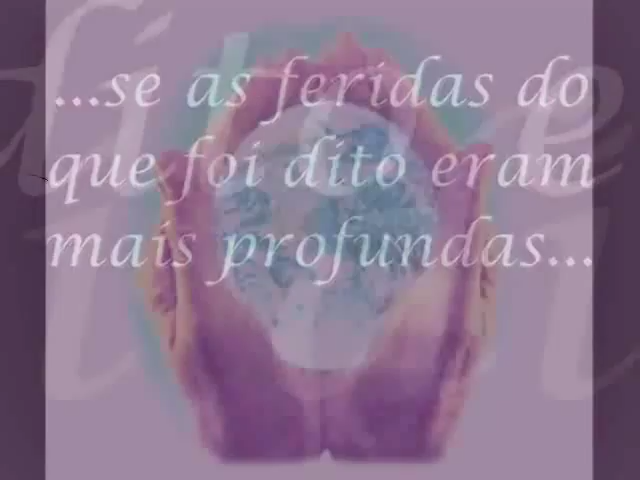 ...se as feridas do
que foi dito eram
mais profundas...